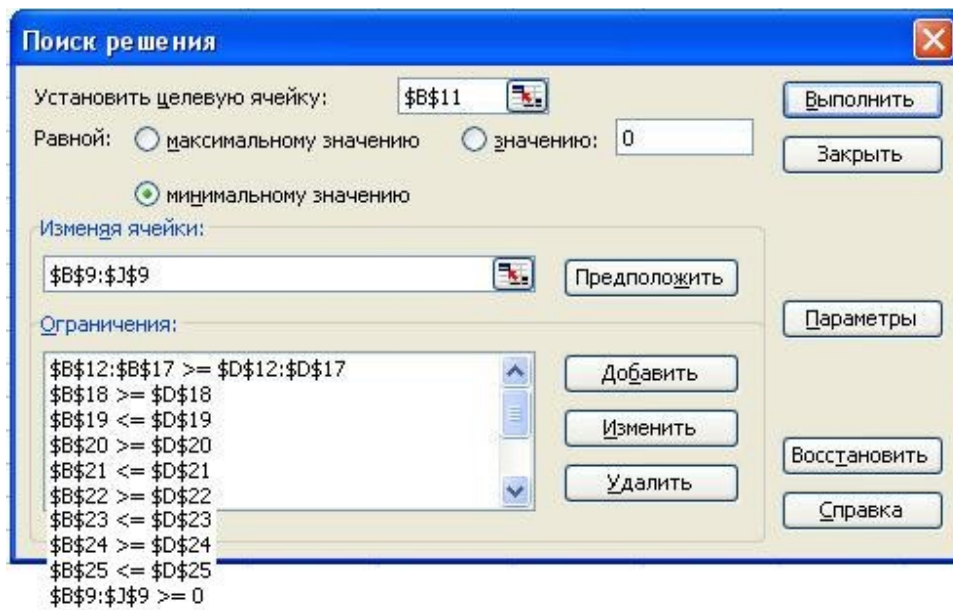 Поиск решения
Установить целевую ячейку: $B$11 Выполнить
Равной: максимальному значению значению: 0 Закрыть
минимальному значению
Изменяя ячейки:
$B$9:$J$9 Предположить
Ограничения: Параметры
$B$12:$B$17 >= $D$12:$D$17 Добавить
$B$18 >= $D$18
$B$19 <= $D$19 Изменить
$B$20 >= $D$20
$B$21 <= $D$21 Удалить Восстановить
$B$22 >= $D$22
$B$23 <= $D$23 Справка
$B$24 >= $D$24
$B$25 <= $D$25
$B$9:$J$9 >= 0